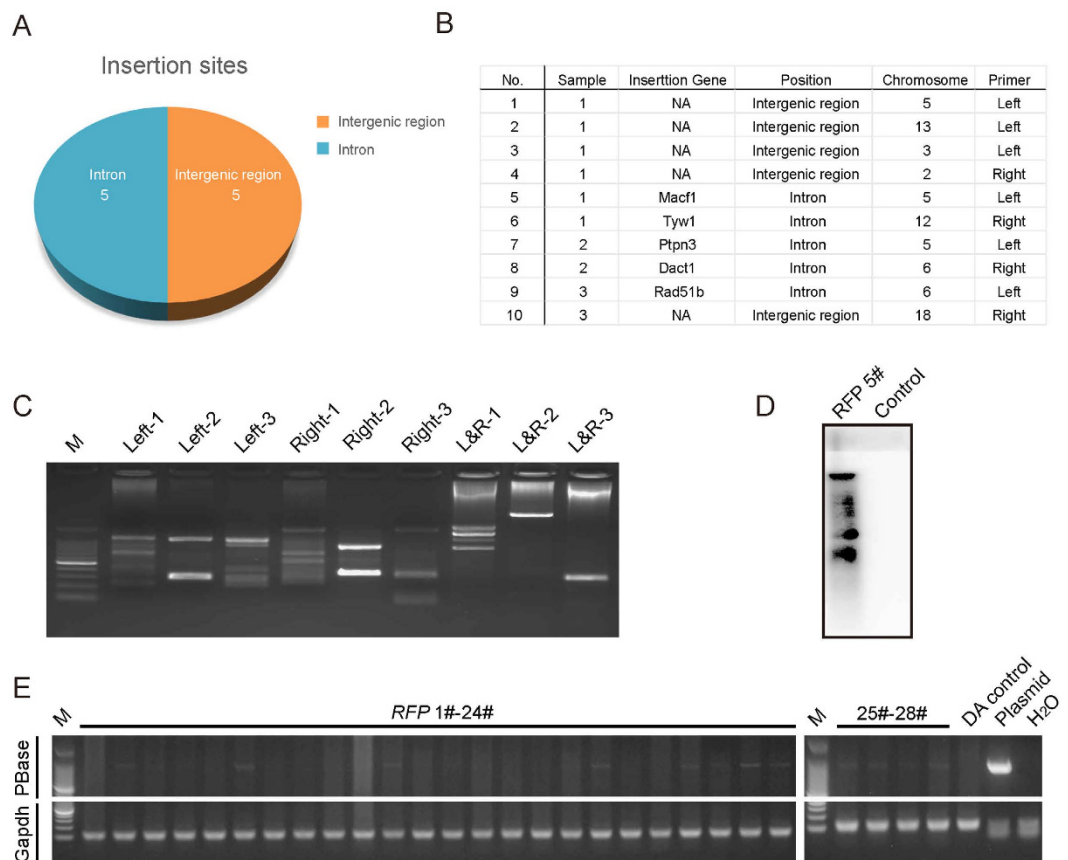 A
Insertion sites
Intergenic region
Intron
Intron
5
Intergenic region
5
B
No. Sample Inserttion Gene Position Chromosome Primer
1 1 NA Intergenic region 5 Left
2 1 NA Intergenic region 13 Left
3 1 NA Intergenic region 3 Left
4 1 NA Intergenic region 2 Right
5 1 Macf1 Intron 5 Left
6 1 Tyw1 Intron 12 Right
7 2 Ptpn3 Intron 5 Left
8 2 Dact1 Intron 6 Right
9 3 Rad51b Intron 6 Left
10 3 NA Intergenic region 18 Right
C
M Left-1 Left-2 Left-3 Right-1 Right-2 Right-3 L&R-1 L&R-2 L&R-3
D
RFP 5# Control
E
M RFP 1#-24# M 25#-28# DA control Plasmid H2O
PBase
Gapdh